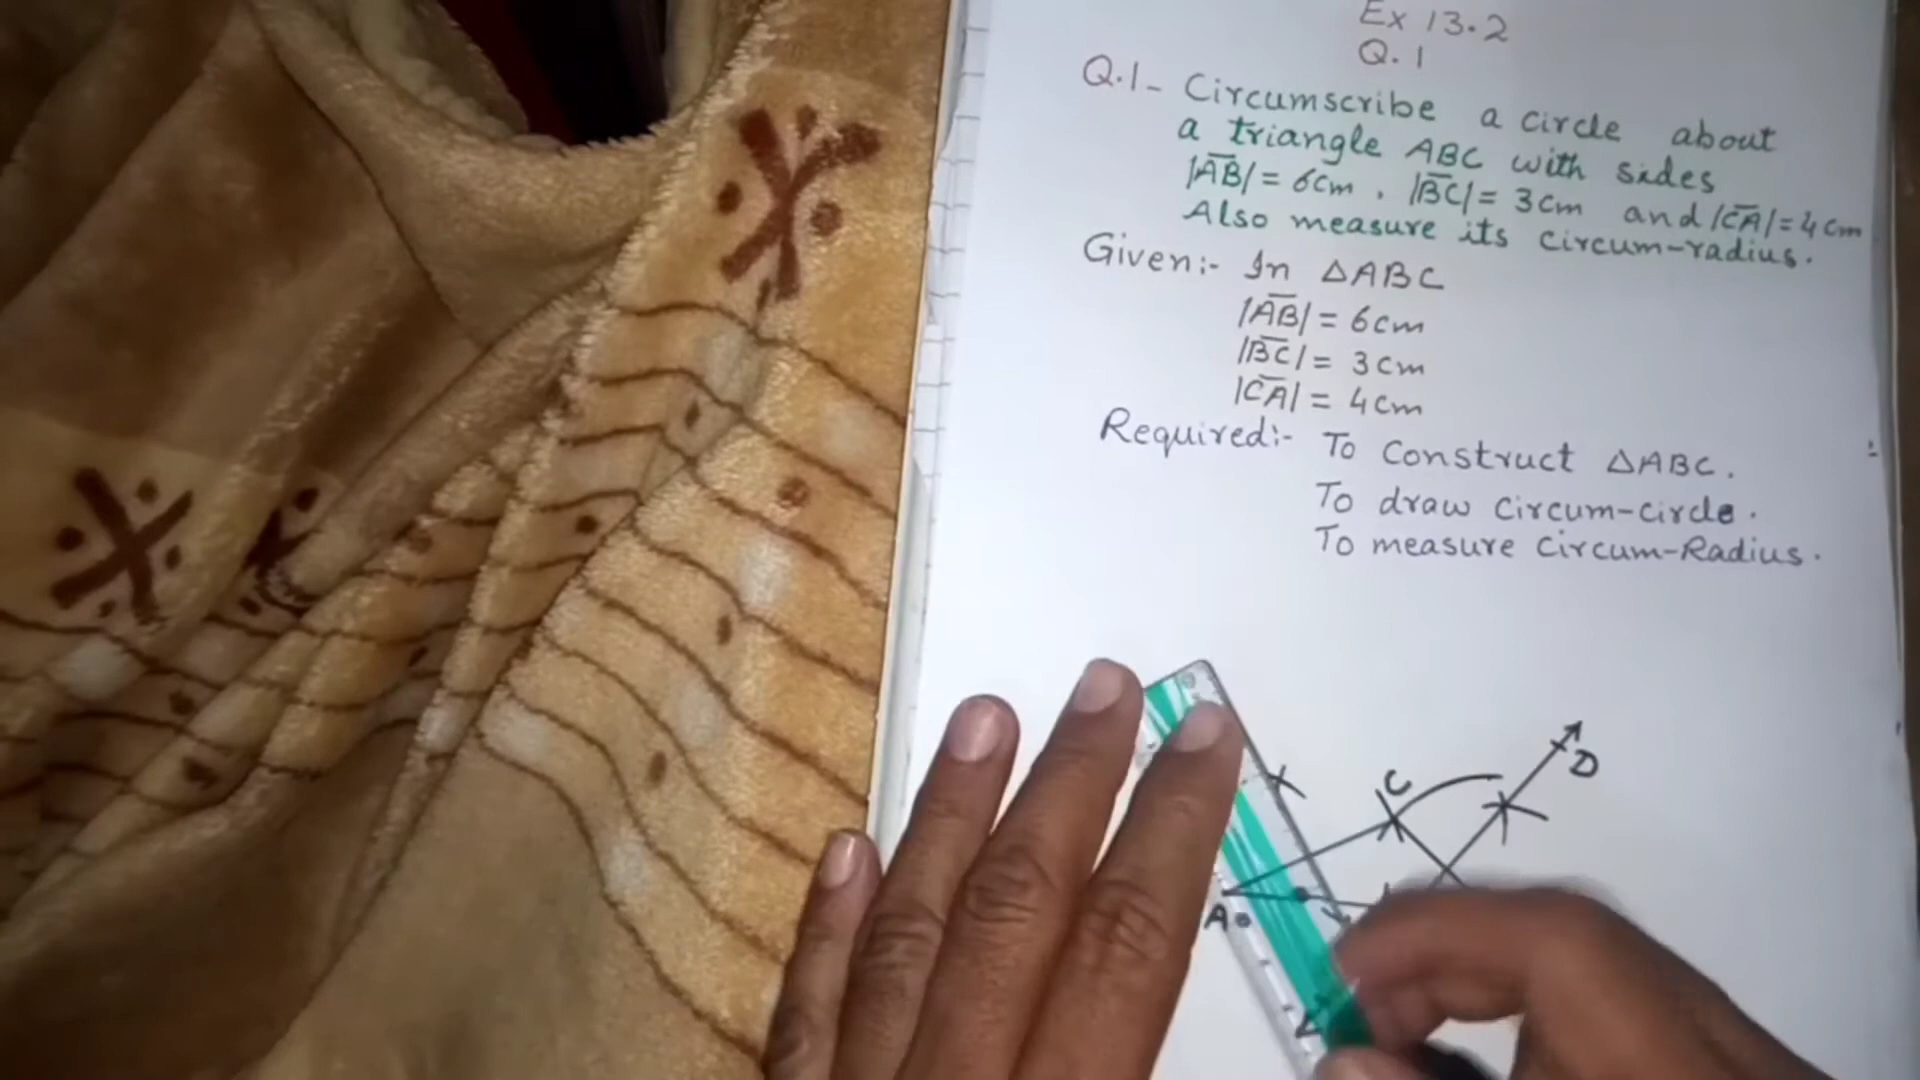 Ex 13.2
Q.1
Q.1- Circumscribe a circle about
a triangle ABC with sides
|AB| = 6cm, |BC| = 3cm and |CA| = 4cm
Also measure its circum-radius.
Given:- In △ABC
|AB| = 6cm
|BC| = 3cm
|CA| = 4cm
Required:- To Construct △ABC.
To draw Circum-circle.
To measure Circum-Radius.
C
D
A